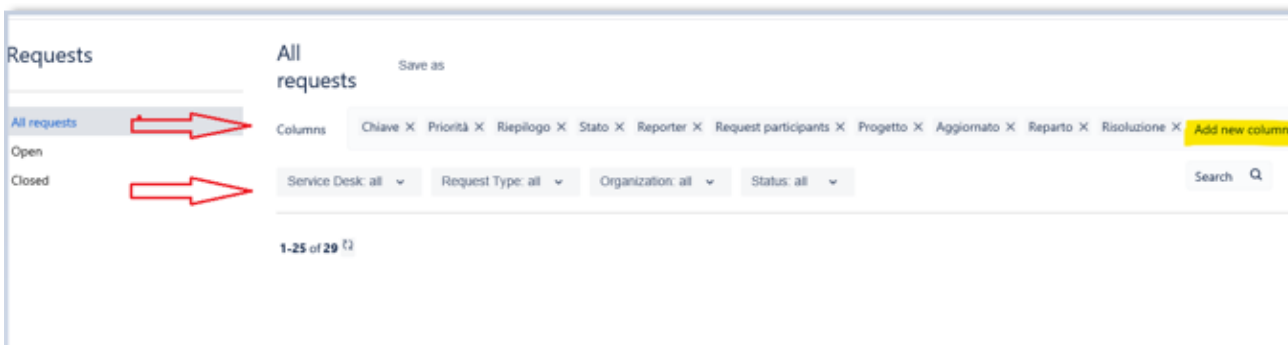 Requests
All requests
Open
Closed
All
requests
Save as
Columns Chiave X Priorità X Riepilogo X Stato X Reporter X Request participants X Progetto X Aggiornato X Reparto X Risoluzione X Add new column
Service Desk: all Request Type: all Organization: all Status: all Search
1-25 of 29